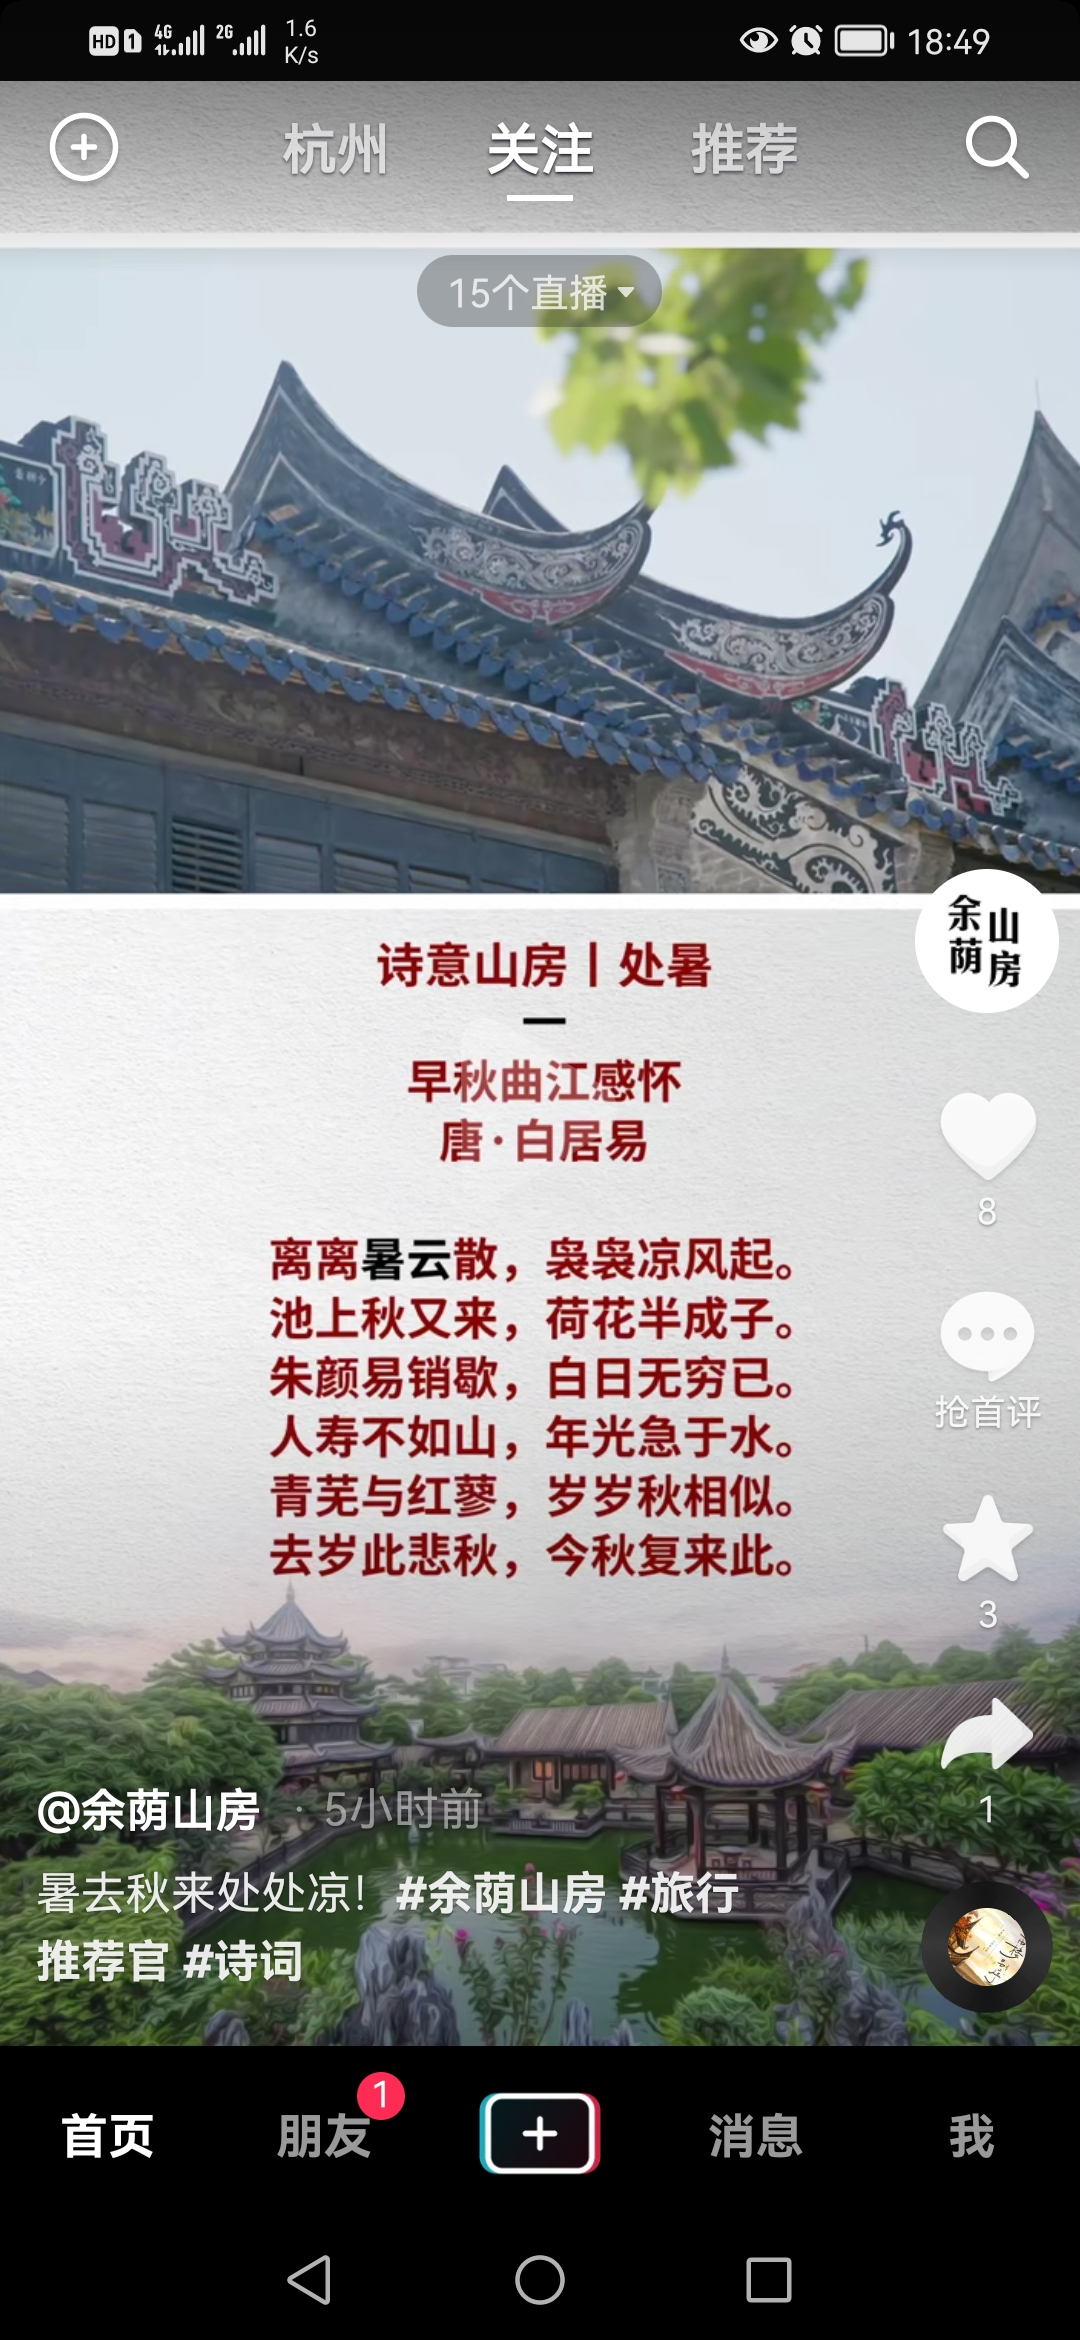 HD 1 4G 2G 1.6 K/s 18:49
杭州 关注 推荐
15个直播
余荫山房
诗意山房丨处暑
早秋曲江感怀
唐·白居易
离离暑云散，袅袅凉风起。
池上秋又来，荷花半成子。
朱颜易销歇，白日无穷已。
人寿不如山，年光急于水。
青芜与红蓼，岁岁秋相似。
去岁此悲秋，今秋复来此。
8
抢首评
3
1
@余荫山房 · 5小时前
暑去秋来处处凉！#余荫山房 #旅行
推荐官 #诗词
首页 朋友 1 消息 我